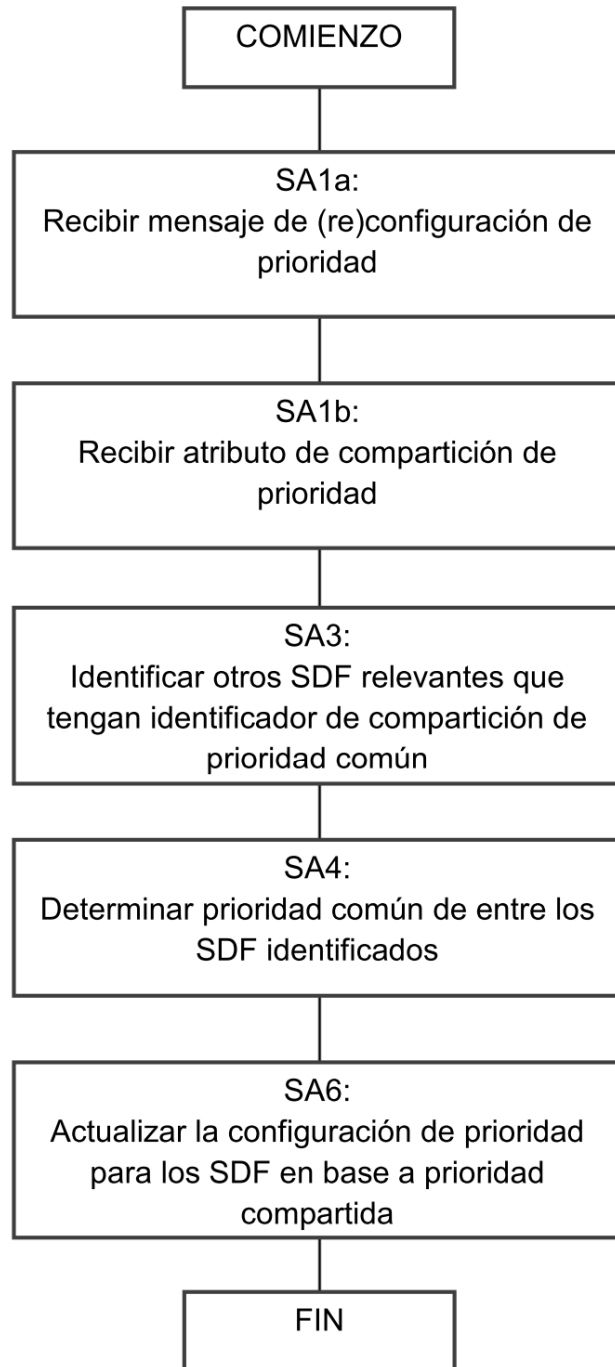 COMIENZO
SA1a:
Recibir mensaje de (re)configuración de
prioridad
SA1b:
Recibir atributo de compartición de
prioridad
SA3:
Identificar otros SDF relevantes que
tengan identificador de compartición de
prioridad común
SA4:
Determinar prioridad común de entre los
SDF identificados
SA6:
Actualizar la configuración de prioridad
para los SDF en base a prioridad
compartida
FIN